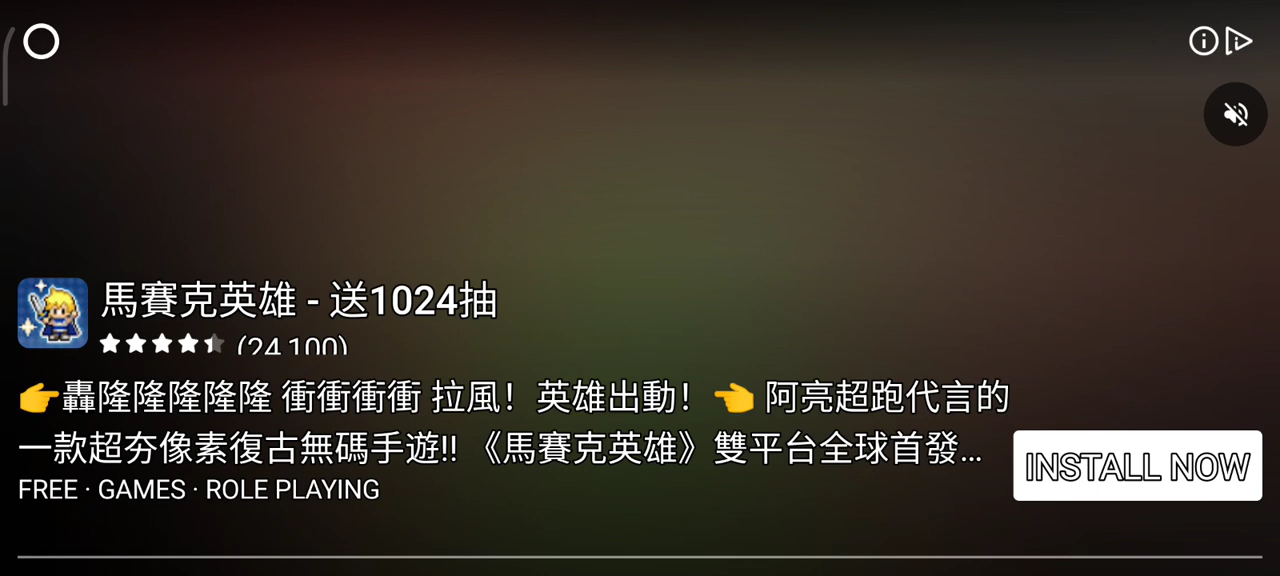 馬賽克英雄 - 送1024抽
(24,100)
👉轟隆隆隆隆隆 衝衝衝衝 拉風！英雄出動！👈 阿亮超跑代言的
一款超夯像素復古無碼手遊!! 《馬賽克英雄》雙平台全球首發...
INSTALL NOW
FREE · GAMES · ROLE PLAYING